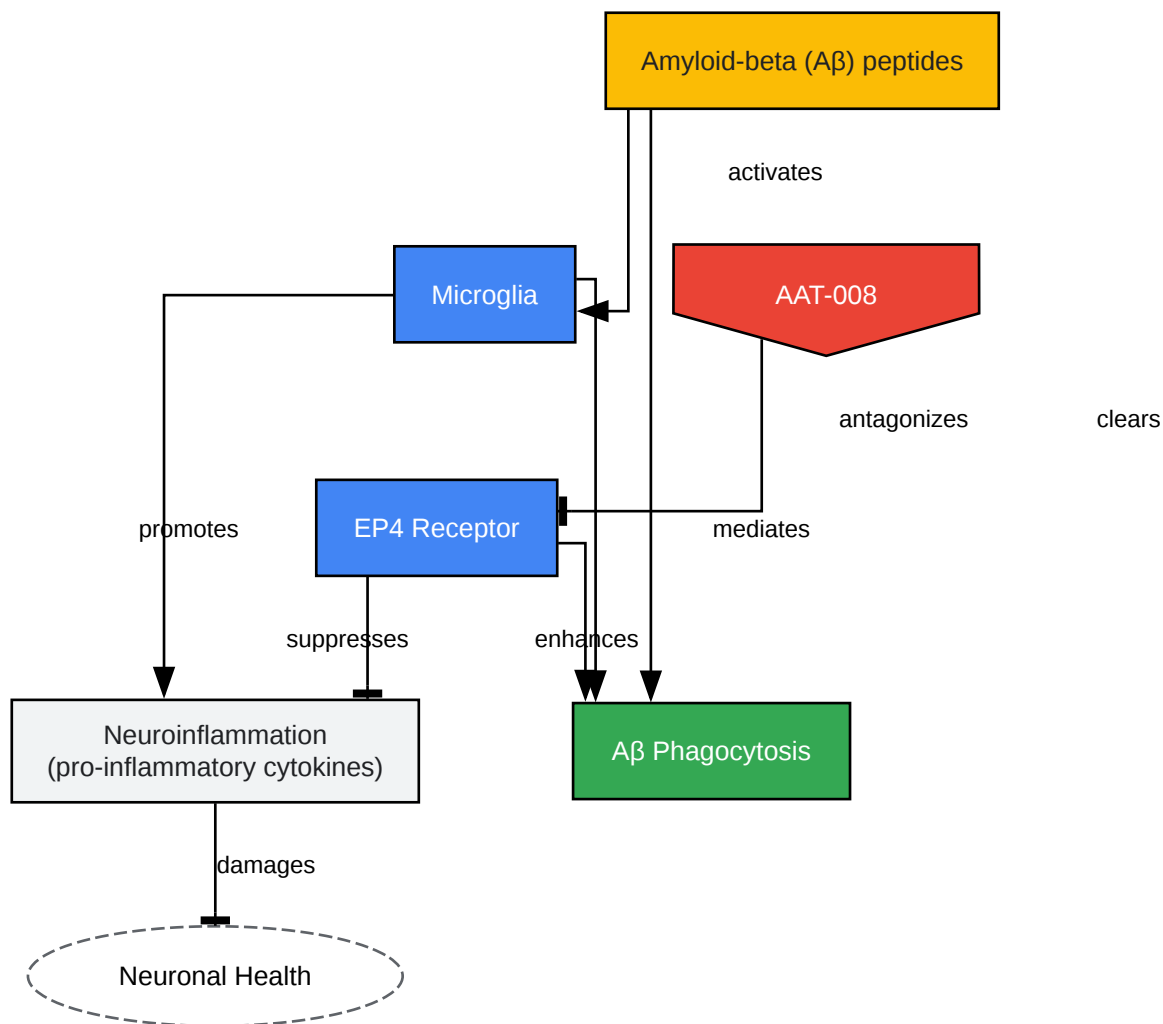 Amyloid-beta (Aβ) peptides
activates
Microglia
AAT-008
antagonizes
clears
promotes
EP4 Receptor
mediates
suppresses
enhances
Neuroinflammation
(pro-inflammatory cytokines)
Aβ Phagocytosis
damages
Neuronal Health